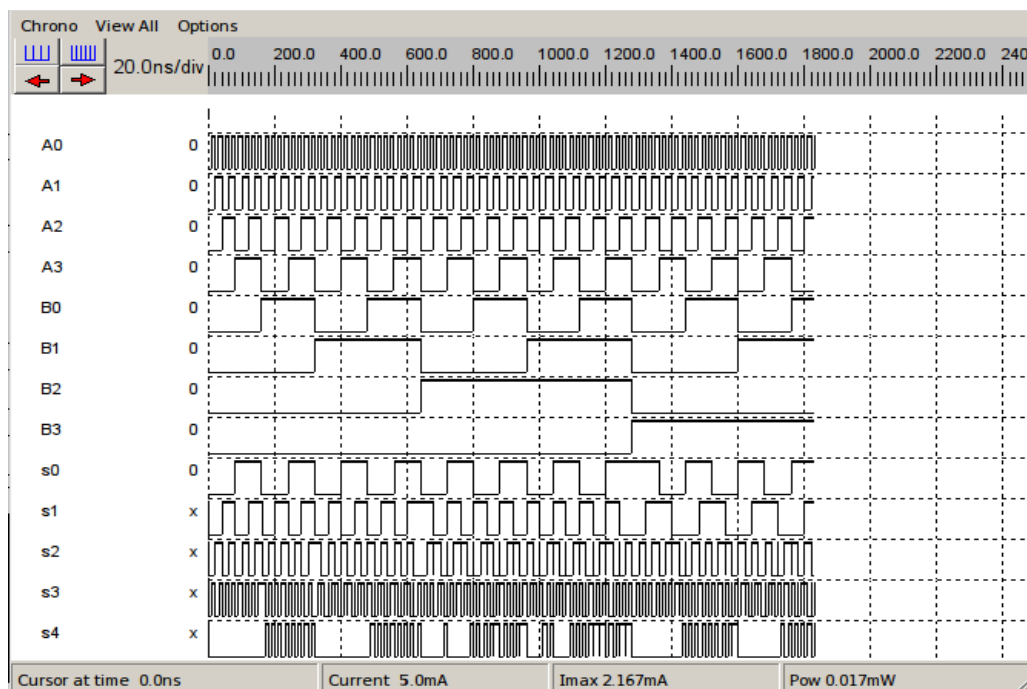 Chrono View All Options
20.0ns/div 0.0 200.0 400.0 600.0 800.0 1000.0 1200.0 1400.0 1600.0 1800.0 2000.0 2200.0 240
A0 0
A1 0
A2 0
A3 0
B0 0
B1 0
B2 0
B3 0
s0 0
s1 x
s2 x
s3 x
s4 x
Cursor at time 0.0ns Current 5.0mA Imax 2.167mA Pow 0.017mW